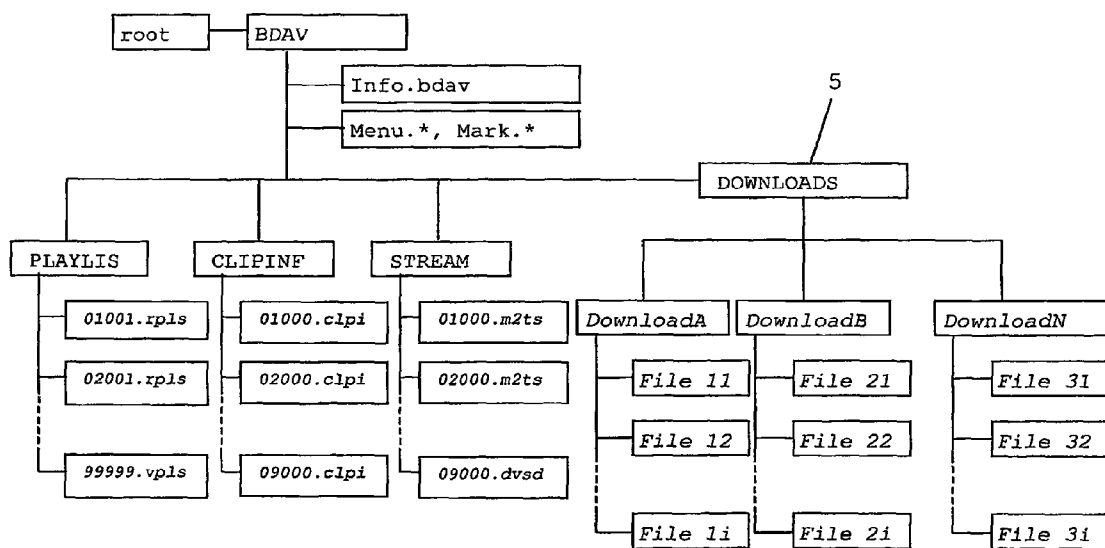 root
BDAV
Info.bdav
Menu.*, Mark.*
5
DOWNLOADS
PLAYLIS
CLIPINF
STREAM
01001.rpls
01000.clpi
01000.m2ts
02001.rpls
02000.clpi
02000.m2ts
99999.vpls
09000.clpi
09000.dvsd
DownloadA
DownloadB
DownloadN
File 11
File 21
File 31
File 12
File 22
File 32
File 1i
File 2i
File 3i